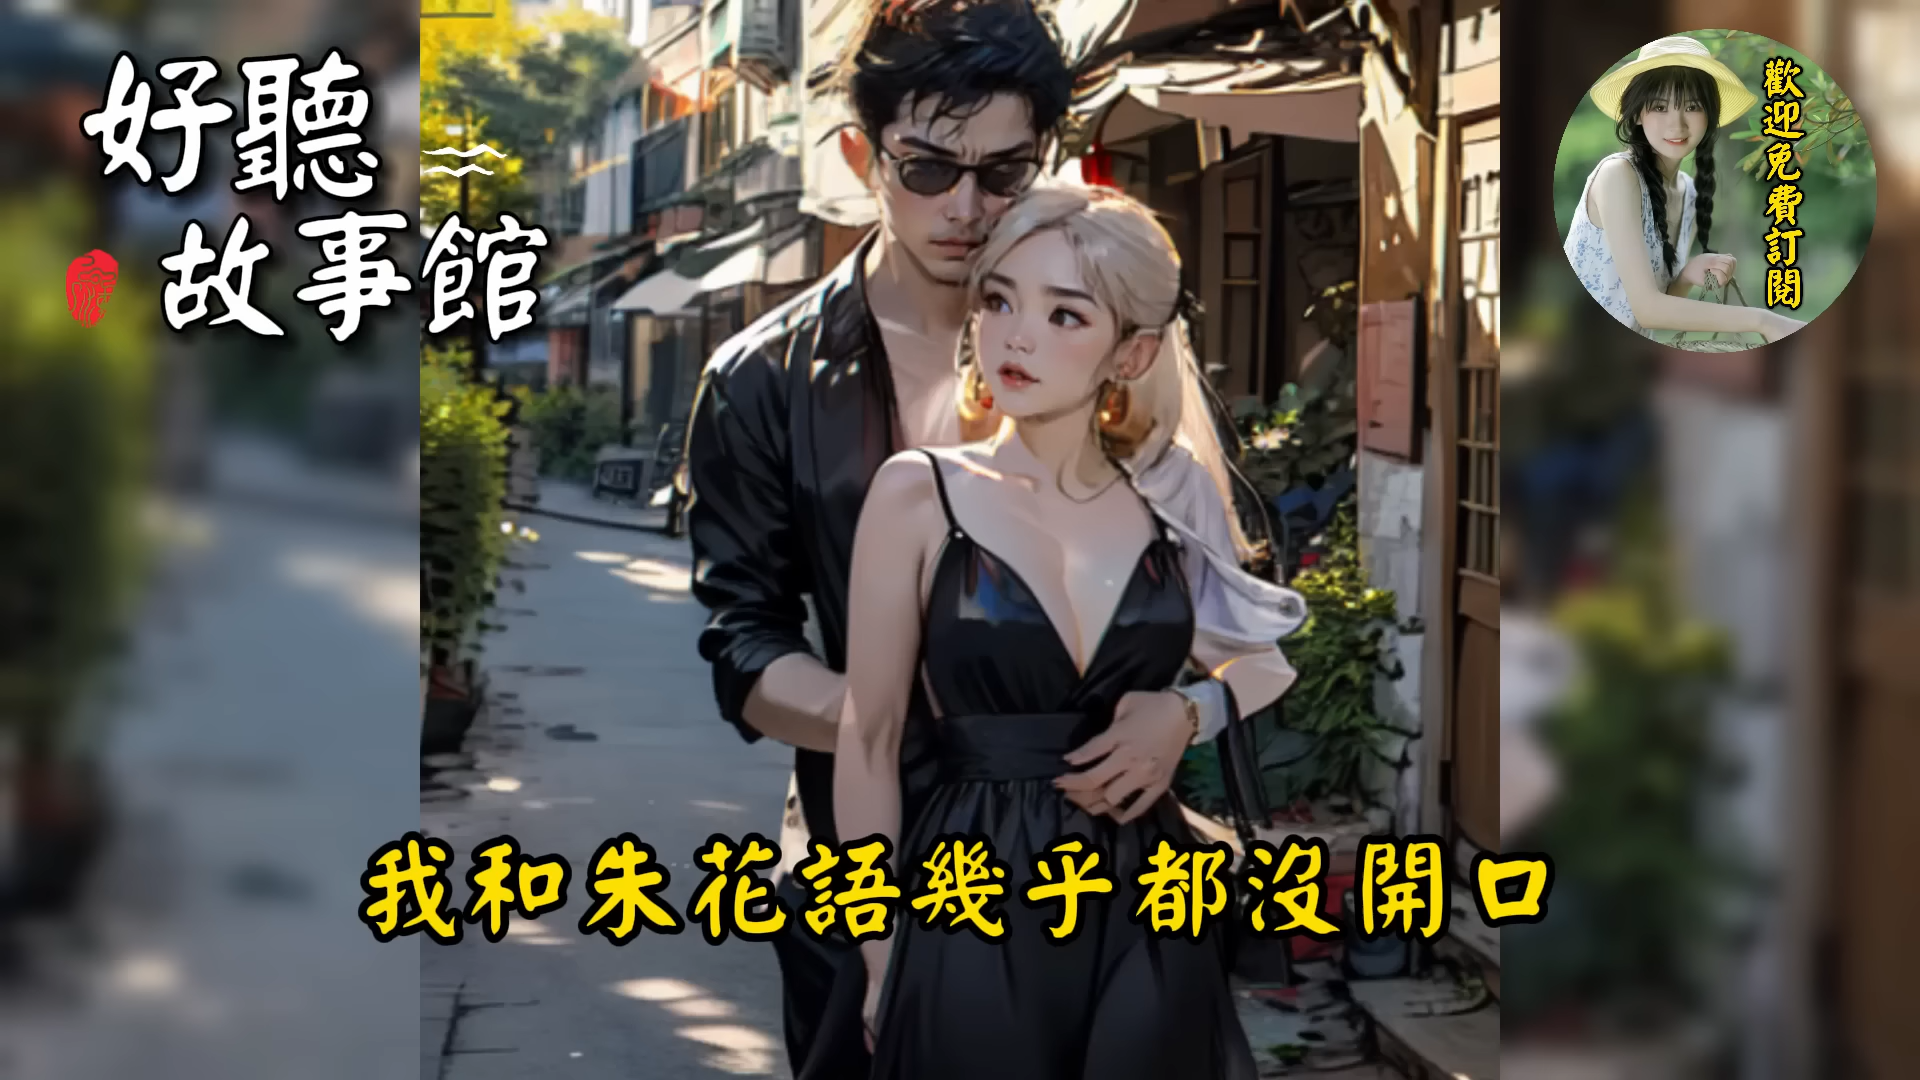 好聽
故事館
歡迎免費訂閱
我和朱花語幾乎都沒開口